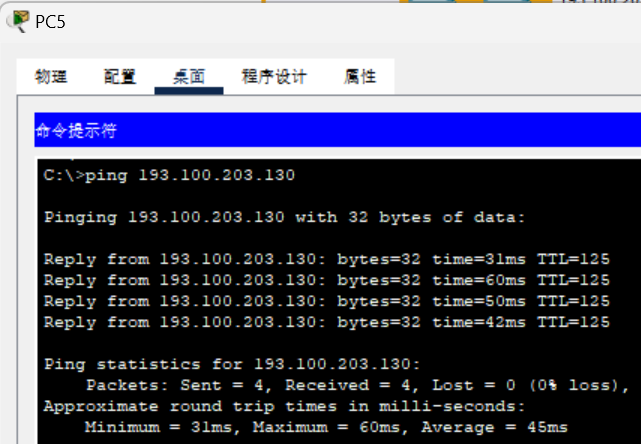 PC5
物理 配置 桌面 程序设计 属性
命令提示符
C:\>ping 193.100.203.130
Pinging 193.100.203.130 with 32 bytes of data:
Reply from 193.100.203.130: bytes=32 time=31ms TTL=125
Reply from 193.100.203.130: bytes=32 time=60ms TTL=125
Reply from 193.100.203.130: bytes=32 time=50ms TTL=125
Reply from 193.100.203.130: bytes=32 time=42ms TTL=125
Ping statistics for 193.100.203.130:
Packets: Sent = 4, Received = 4, Lost = 0 (0% loss),
Approximate round trip times in milli-seconds:
Minimum = 31ms, Maximum = 60ms, Average = 45ms